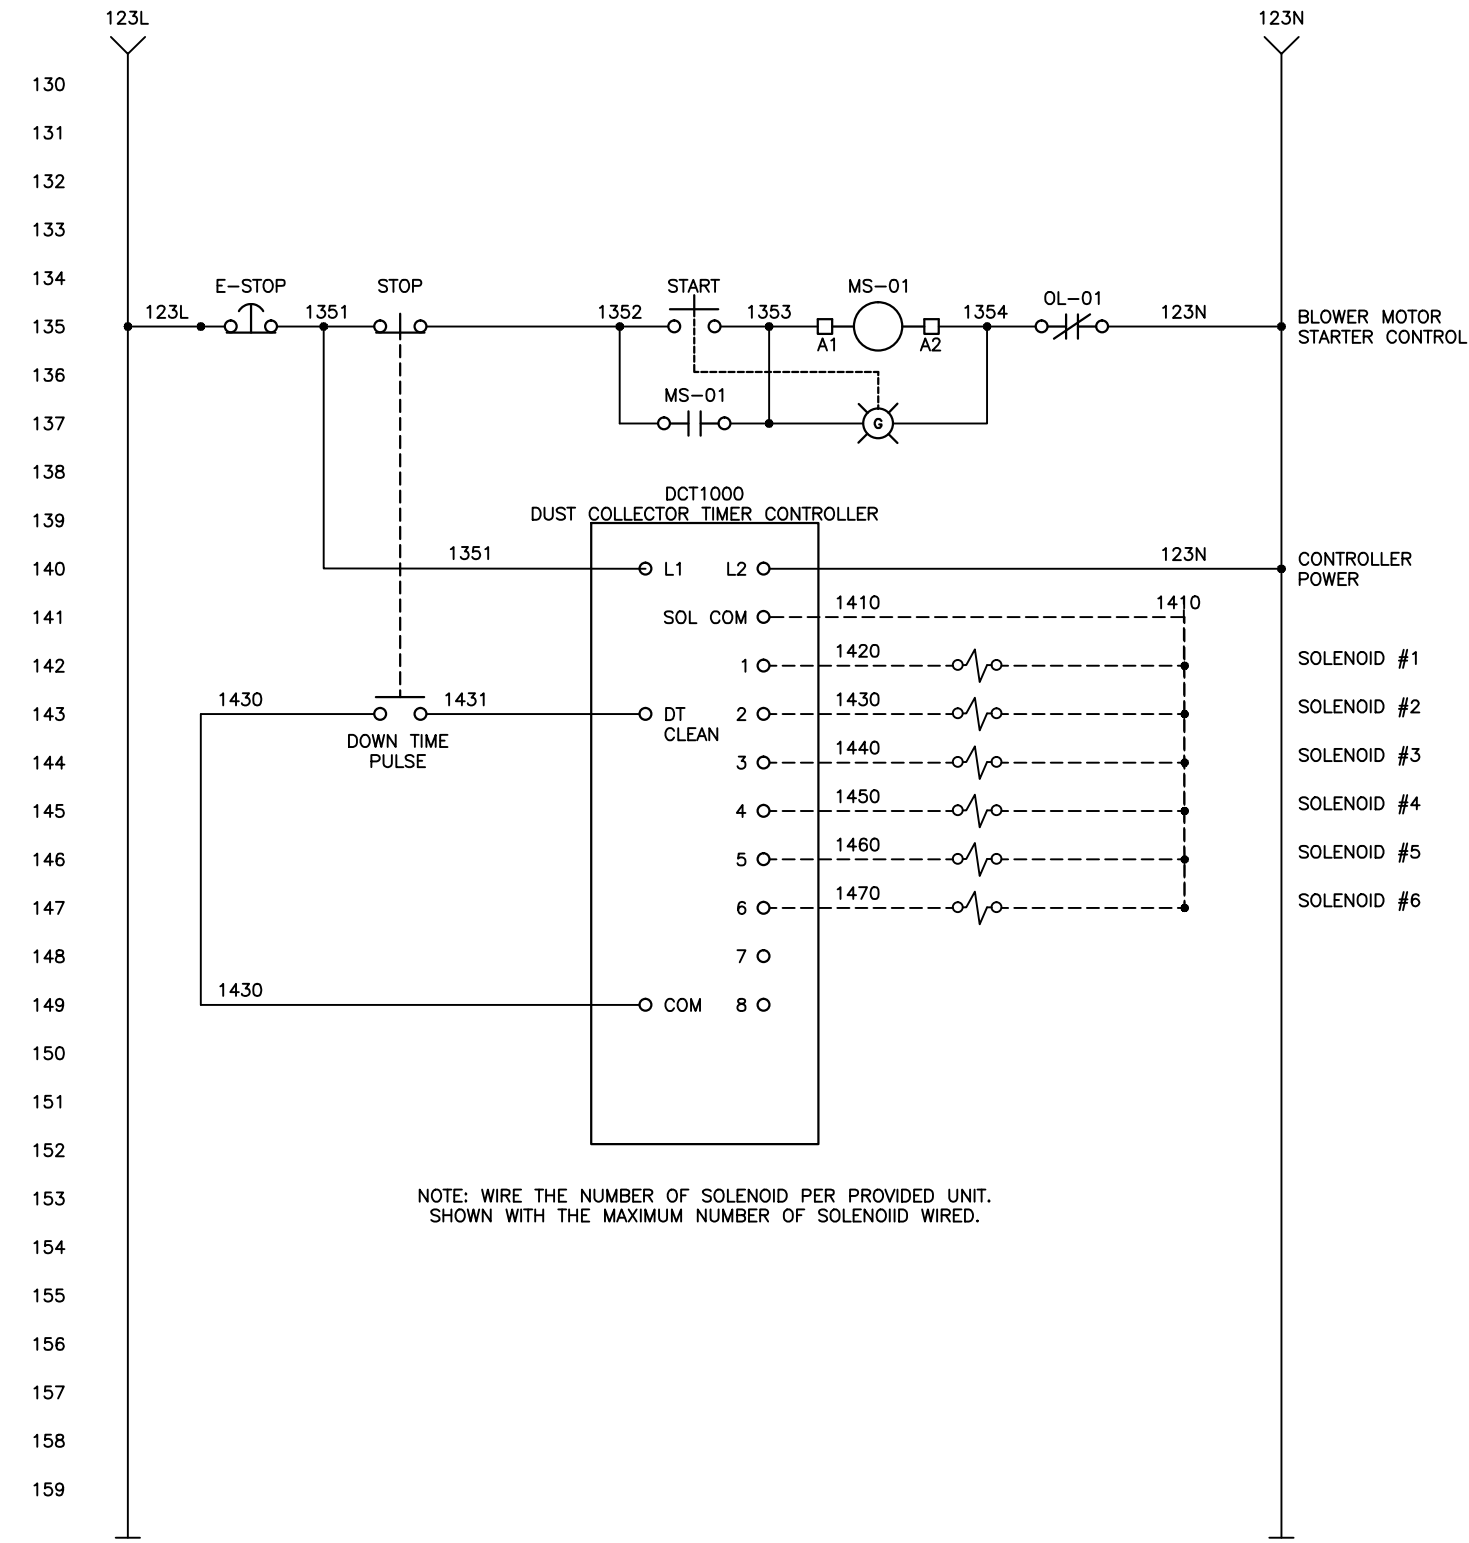 123L 123N
130
131
132
133
134
E-STOP STOP START MS-01 OL-01
123L 1351 1352 1353 1354 123N
135
A1 A2
BLOWER MOTOR
STARTER CONTROL
136
MS-01
137 G
138
DCT1000
139 DUST COLLECTOR TIMER CONTROLLER
1351 123N
140 L1 L2
CONTROLLER
POWER
1410 1410
141 SOL COM
1420
142 1 SOLENOID #1
1430 1431 1430
143 DT 2 SOLENOID #2
CLEAN
DOWN TIME
PULSE
1440
144 3 SOLENOID #3
1450
145 4 SOLENOID #4
1460
146 5 SOLENOID #5
1470
147 6 SOLENOID #6
148 7
1430
149 COM 8
150
151
152
153 NOTE: WIRE THE NUMBER OF SOLENOID PER PROVIDED UNIT.
SHOWN WITH THE MAXIMUM NUMBER OF SOLENOIID WIRED.
154
155
156
157
158
159